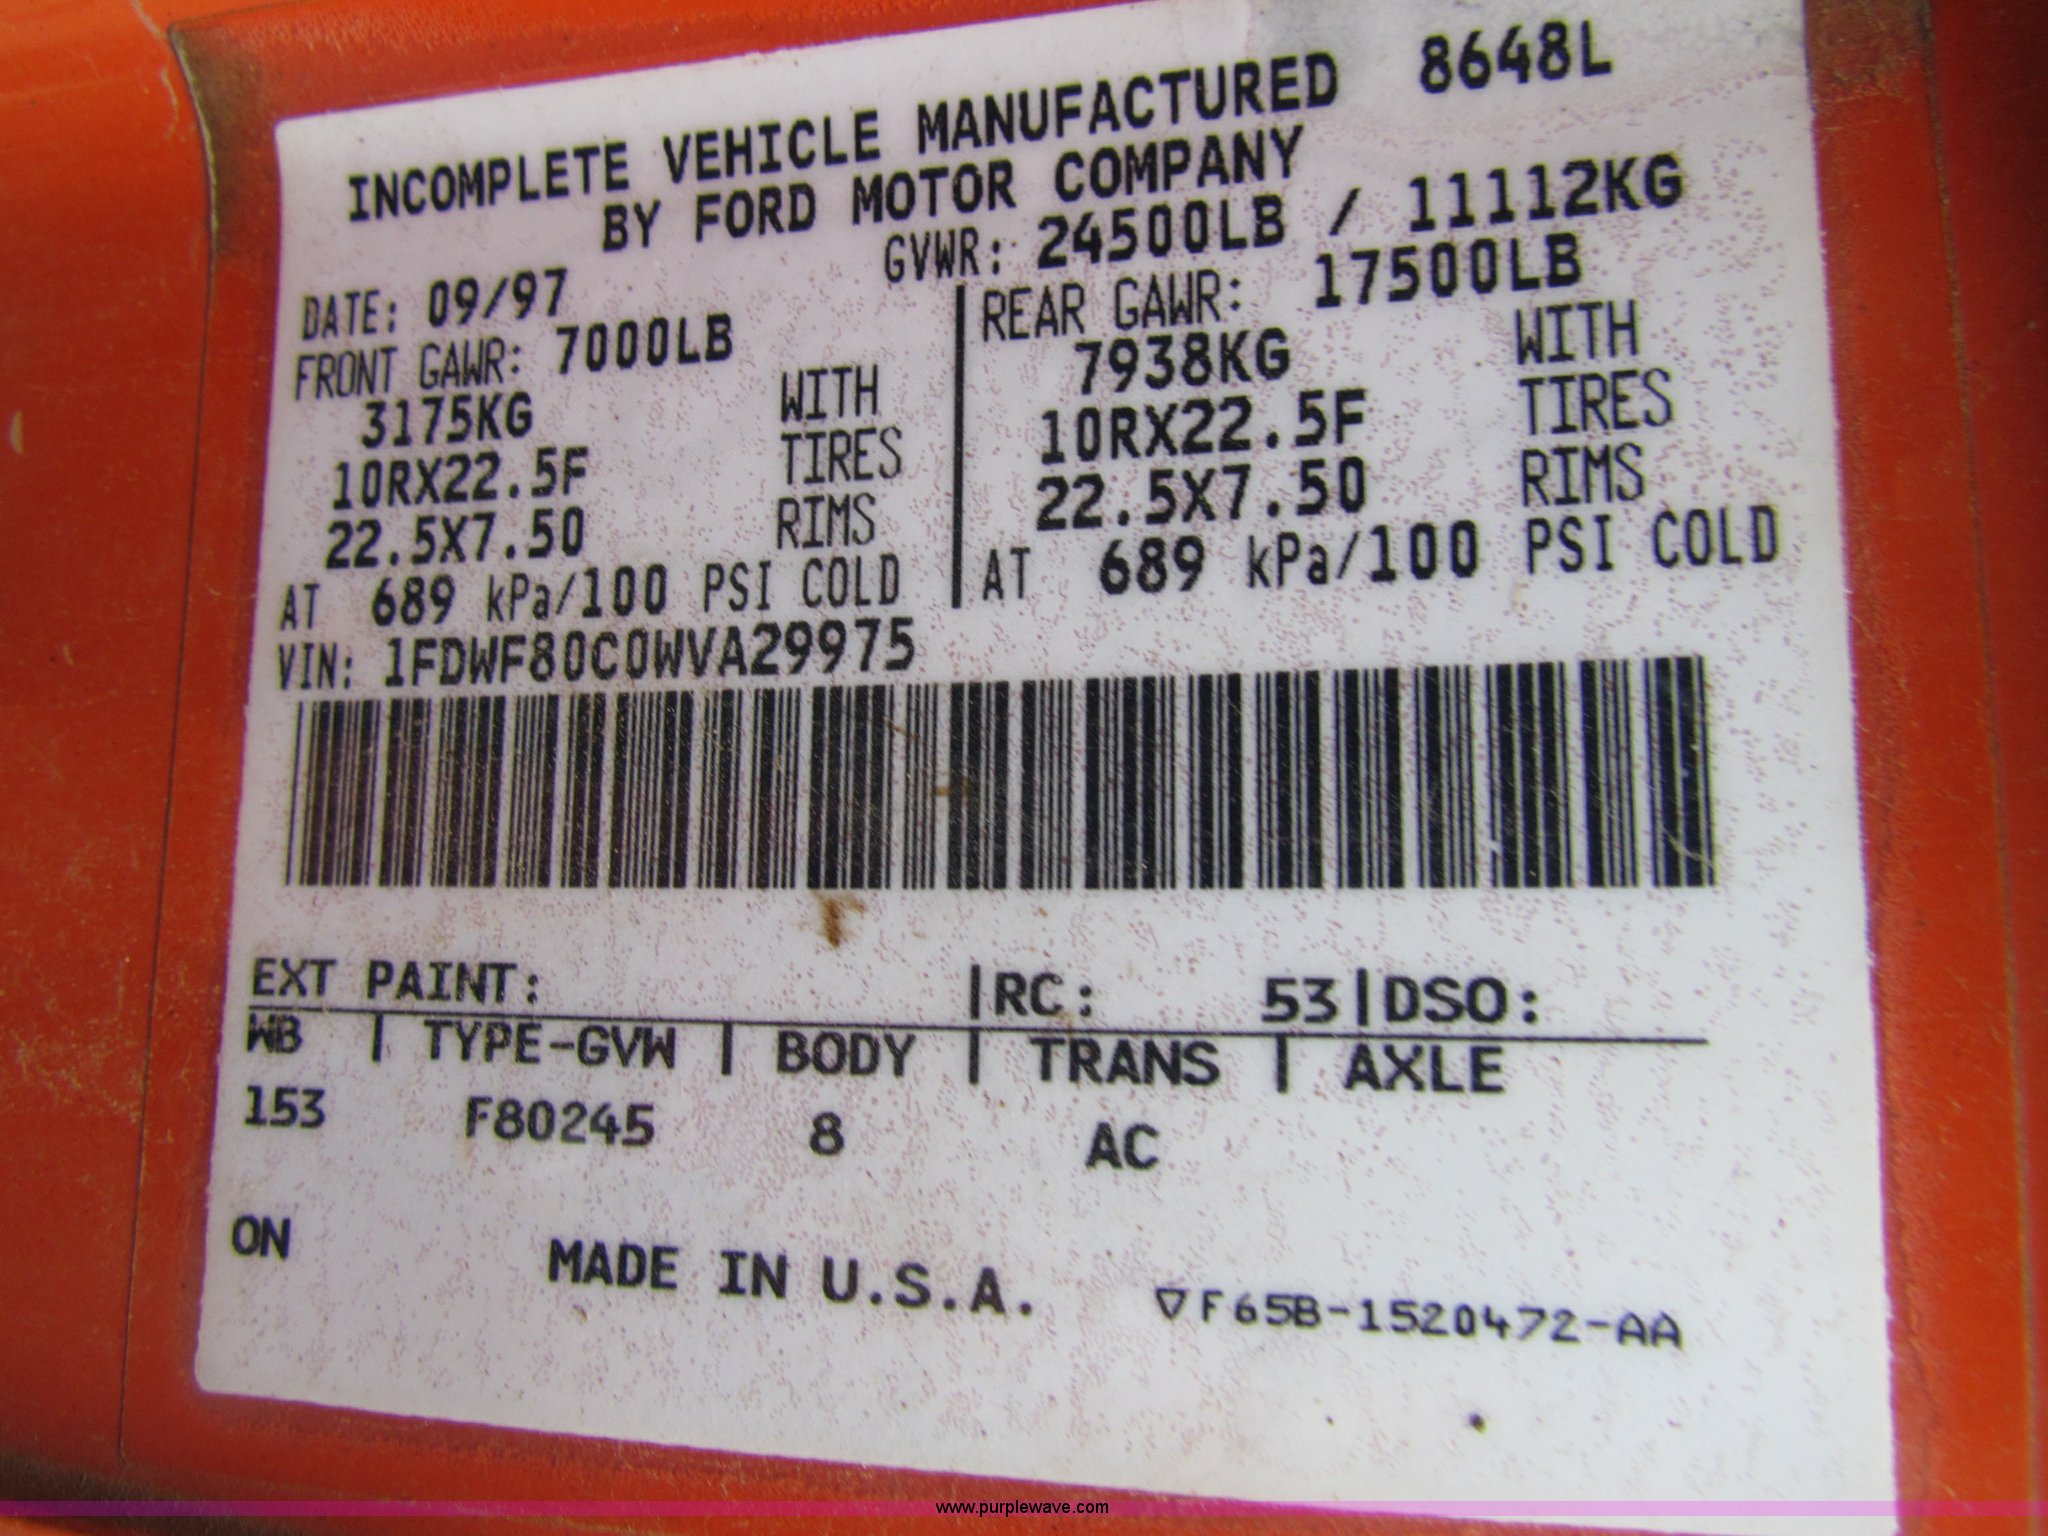 INCOMPLETE VEHICLE MANUFACTURED 8648L
BY FORD MOTOR COMPANY
GVWR: 24500LB / 11112KG
DATE: 09/97
FRONT GAWR: 7000LB
3175KG WITH
10RX22.5F TIRES
22.5X7.50 RIMS
AT 689 kPa/100 PSI COLD
REAR GAWR: 17500LB
7938KG WITH
10RX22.5F TIRES
22.5X7.50 RIMS
AT 689 kPa/100 PSI COLD
VIN: 1FDWF80C0WVA29975
EXT PAINT: |RC: 53|DSO:
WB | TYPE-GVW | BODY | TRANS | AXLE
153 F80245 8 AC
ON
MADE IN U.S.A.
▽F65B-1520472-AA
www.purplewave.com